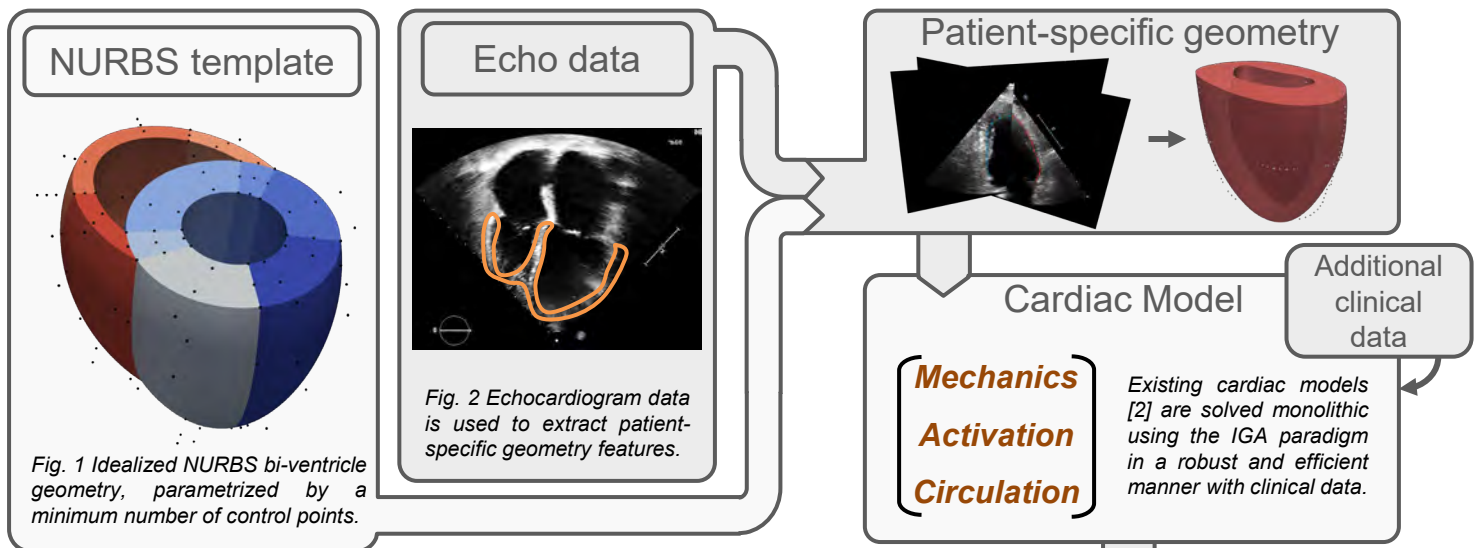 NURBS template
Fig. 1 Idealized NURBS bi-ventricle
geometry, parametrized by a
minimum number of control points.
Echo data
Fig. 2 Echocardiogram data
is used to extract patient-
specific geometry features.
Patient-specific geometry
Cardiac Model
Additional
clinical
data
Mechanics
Activation
Circulation
Existing cardiac models
[2] are solved monolithic
using the IGA paradigm
in a robust and efficient
manner with clinical data.